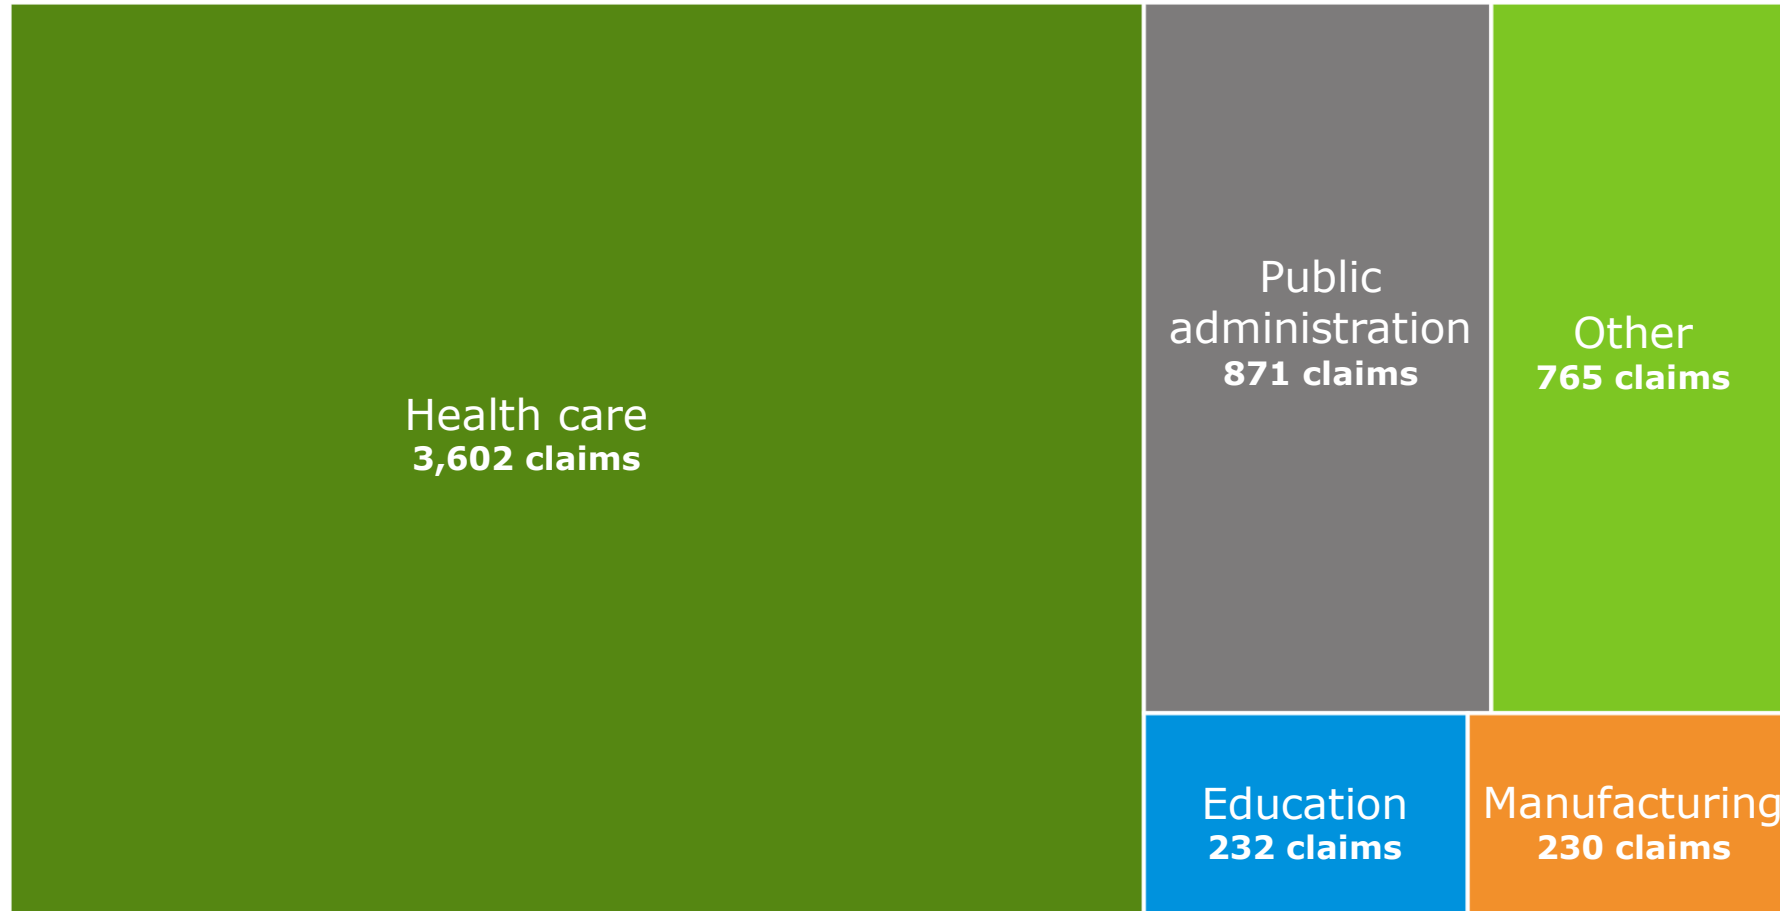 Health care
3,602 claims
Public
administration
871 claims
Other
765 claims
Education
232 claims
Manufacturing
230 claims